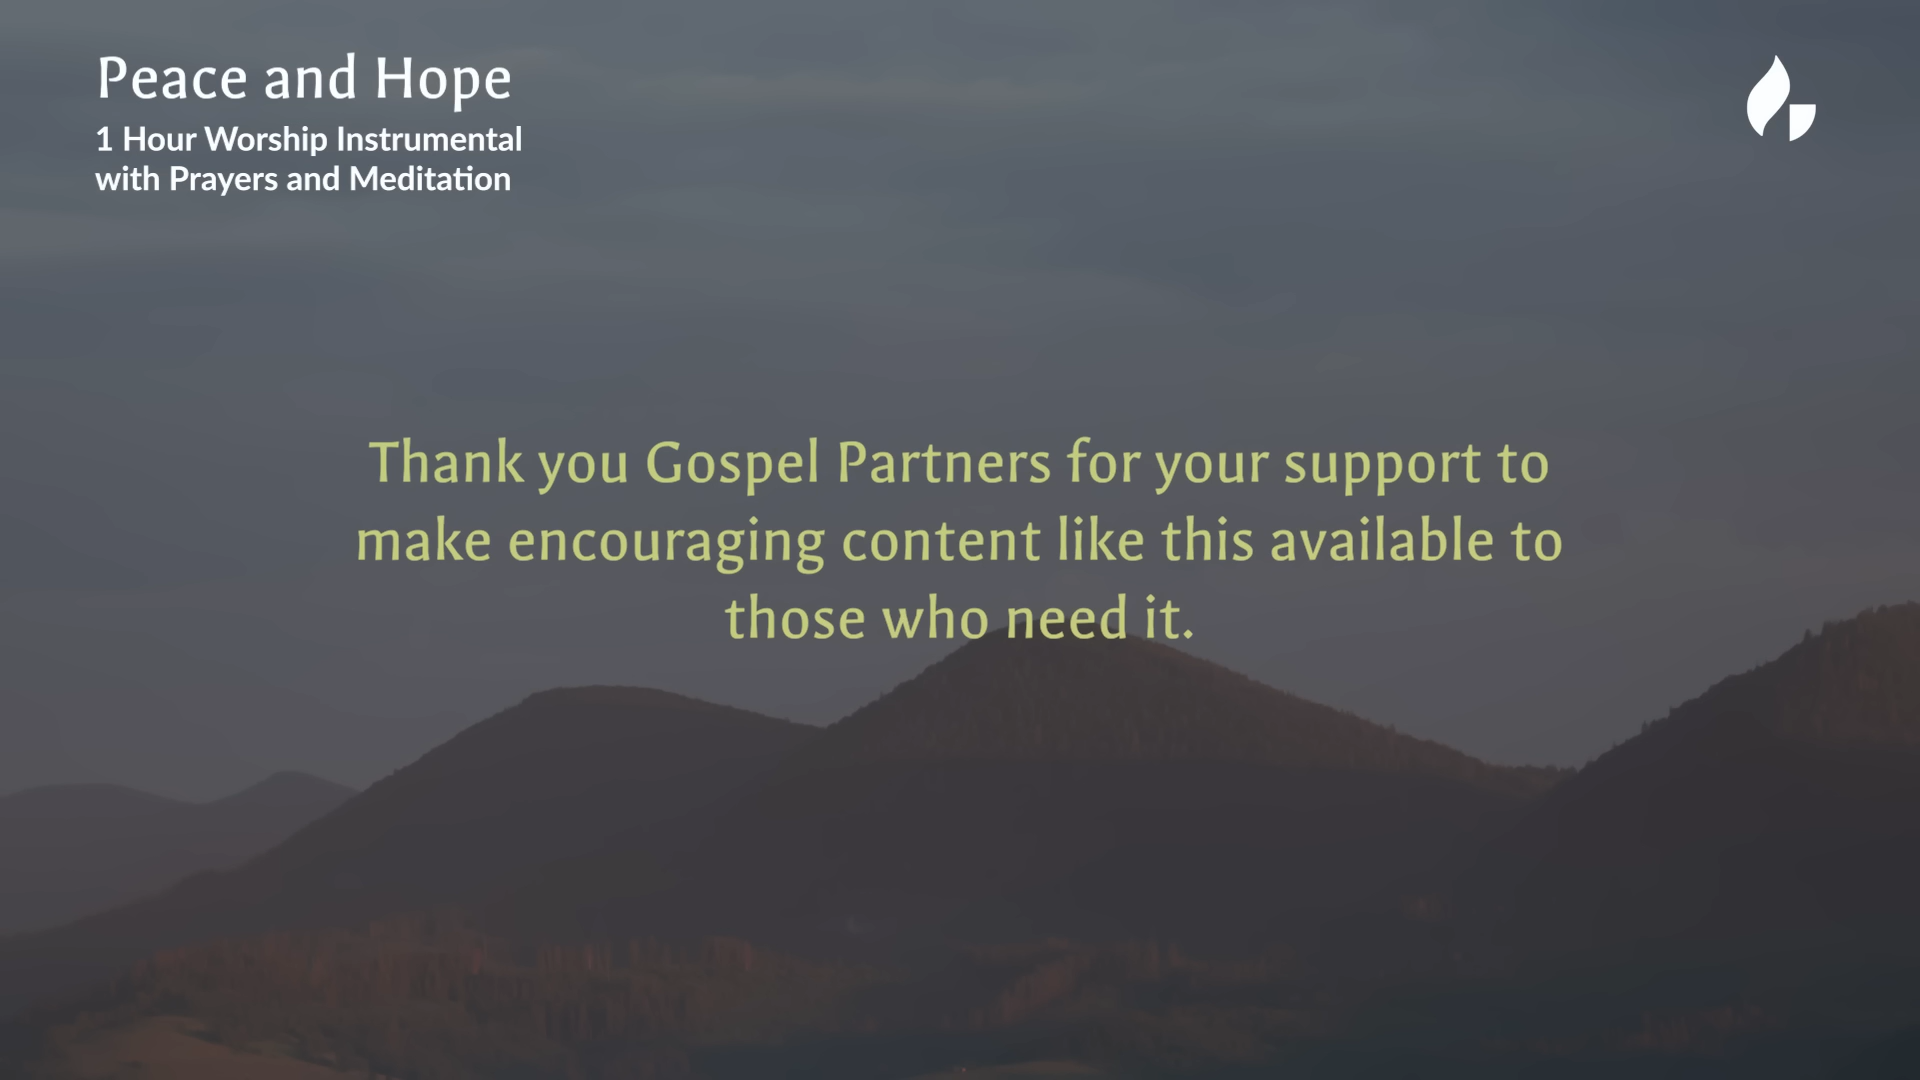 Peace and Hope
1 Hour Worship Instrumental
with Prayers and Meditation
Thank you Gospel Partners for your support to
make encouraging content like this available to
those who need it.